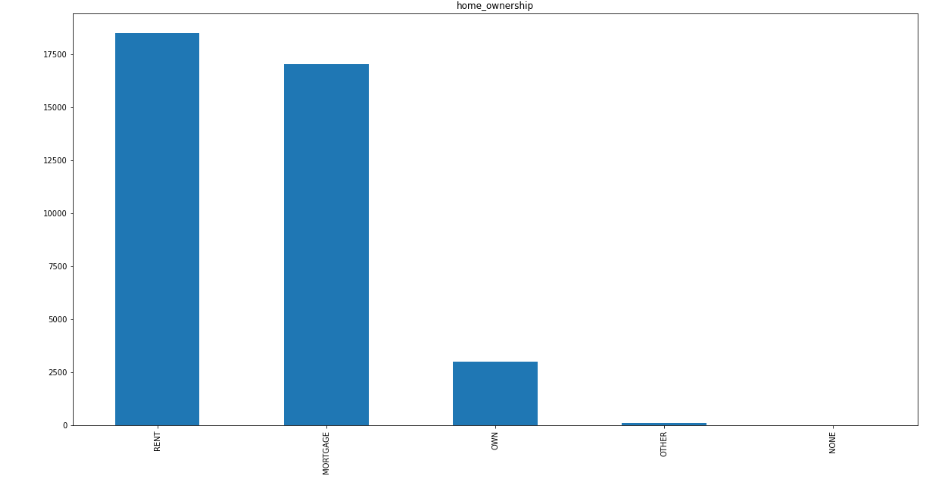 home_ownership
17500
15000
12500
10000
7500
5000
2500
0
RENT
MORTGAGE
OWN
OTHER
NONE